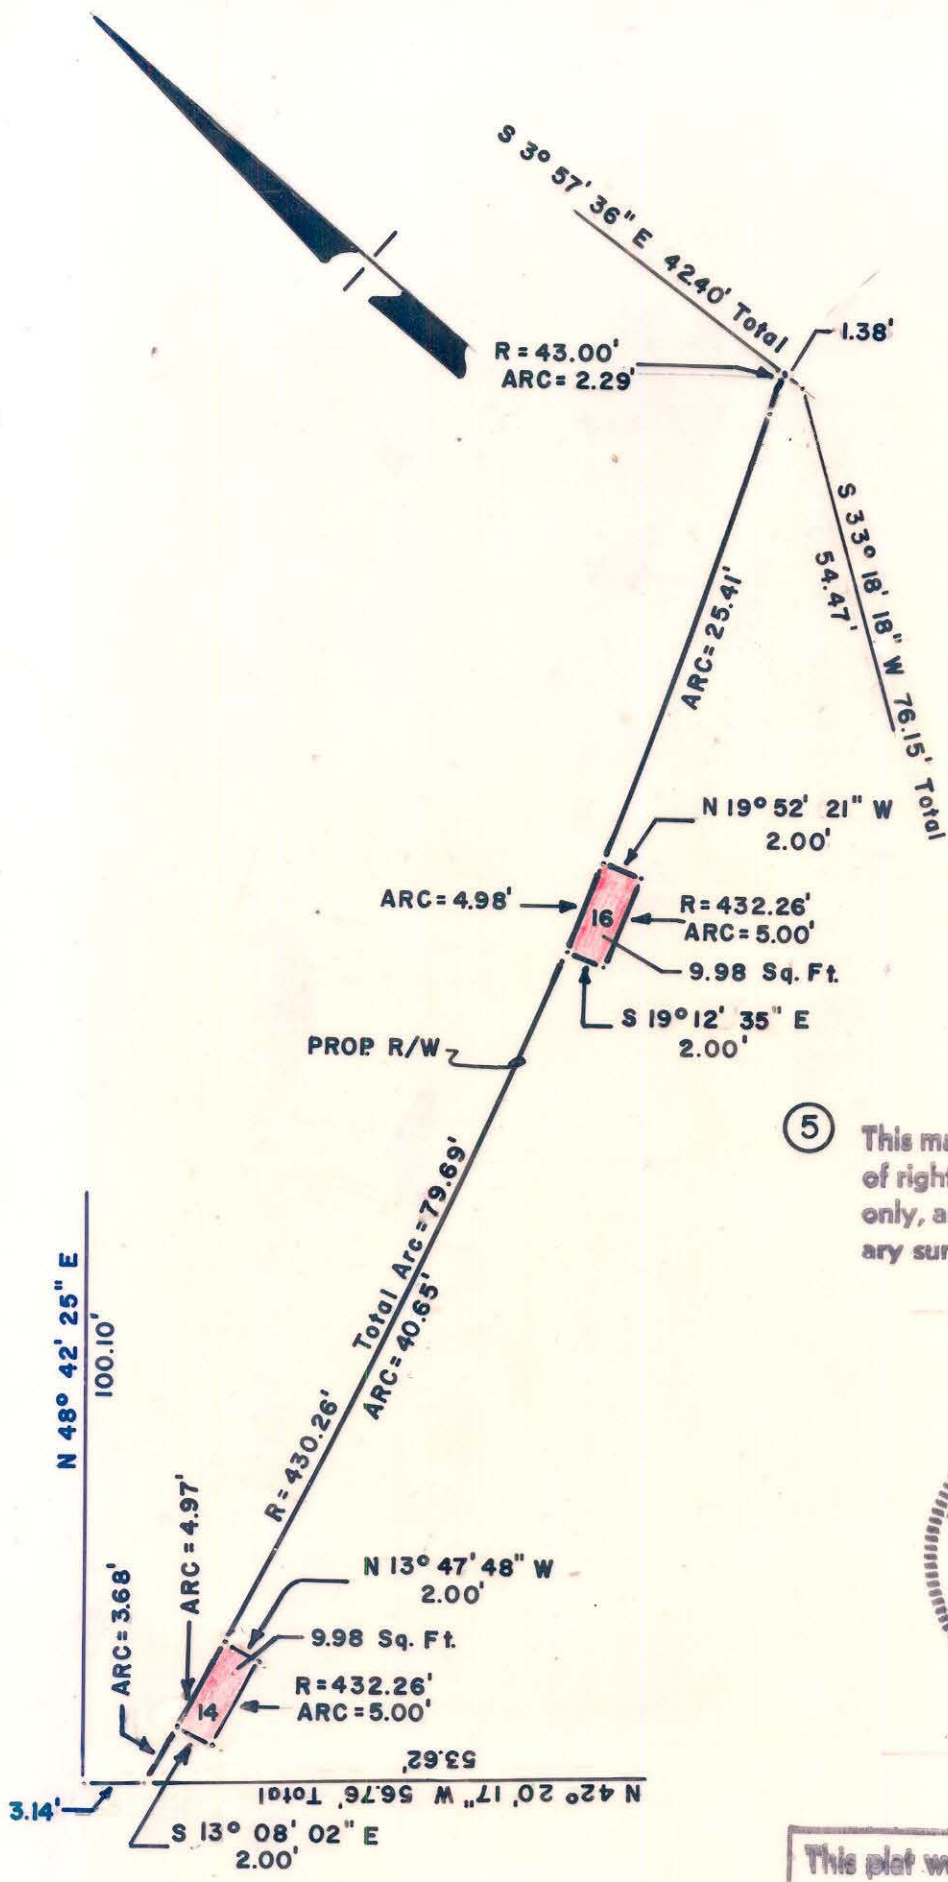 S 3° 57' 36" E 42.40' Total
1.38'
R = 43.00'
ARC = 2.29'
S 33° 18' 18" W 76.15' Total
54.47'
ARC = 25.41'
N 19° 52' 21" W
2.00'
ARC = 4.98'
16
R = 432.26'
ARC = 5.00'
9.98 Sq. Ft.
S 19° 12' 35" E
2.00'
PROP. R/W
5
This ma
of right
only, a
ary sur
Total Arc = 79.69'
ARC = 40.65'
R = 430.26'
N 48° 42' 25" E
100.10'
ARC = 4.97'
ARC = 3.68'
N 13° 47' 48" W
2.00'
9.98 Sq. Ft.
14
R = 432.26'
ARC = 5.00'
53.62'
N 42° 20' 17" W 56.76' Total
3.14'
S 13° 08' 02" E
2.00'
This plat w